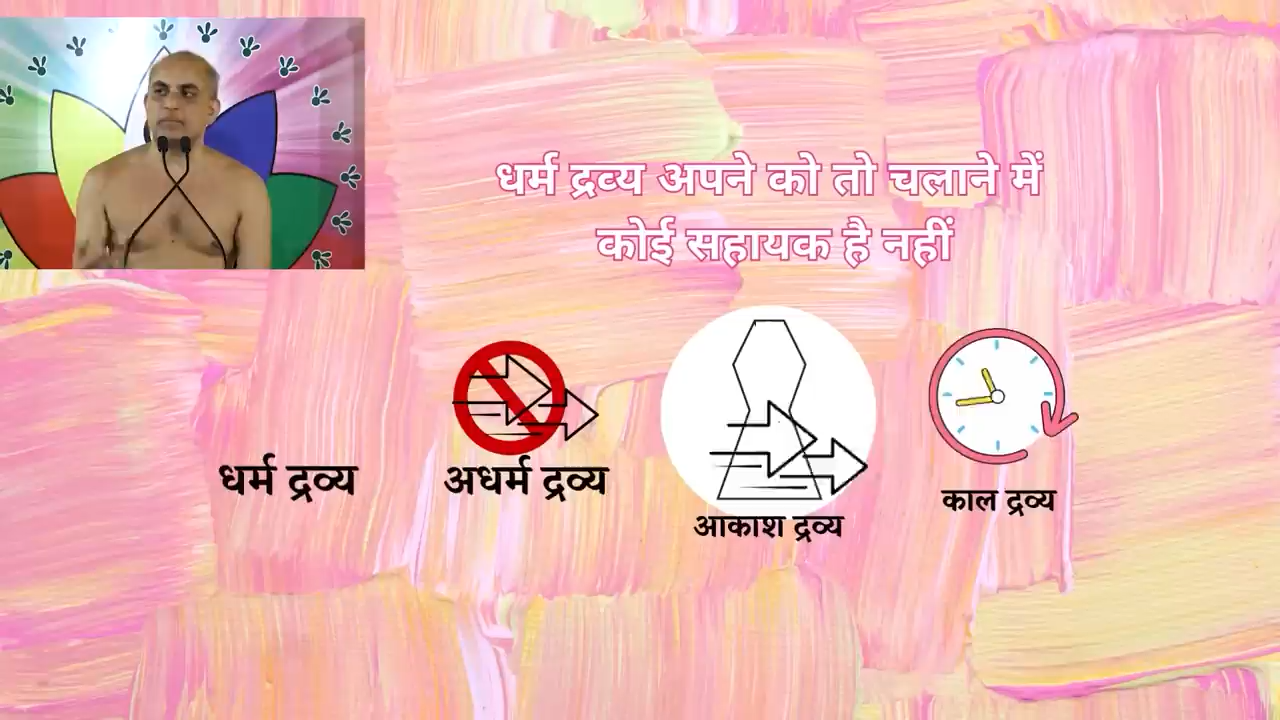 धर्म द्रव्य अपने को तो चलाने में
कोई सहायक है नहीं
धर्म द्रव्य
अधर्म द्रव्य
आकाश द्रव्य
काल द्रव्य